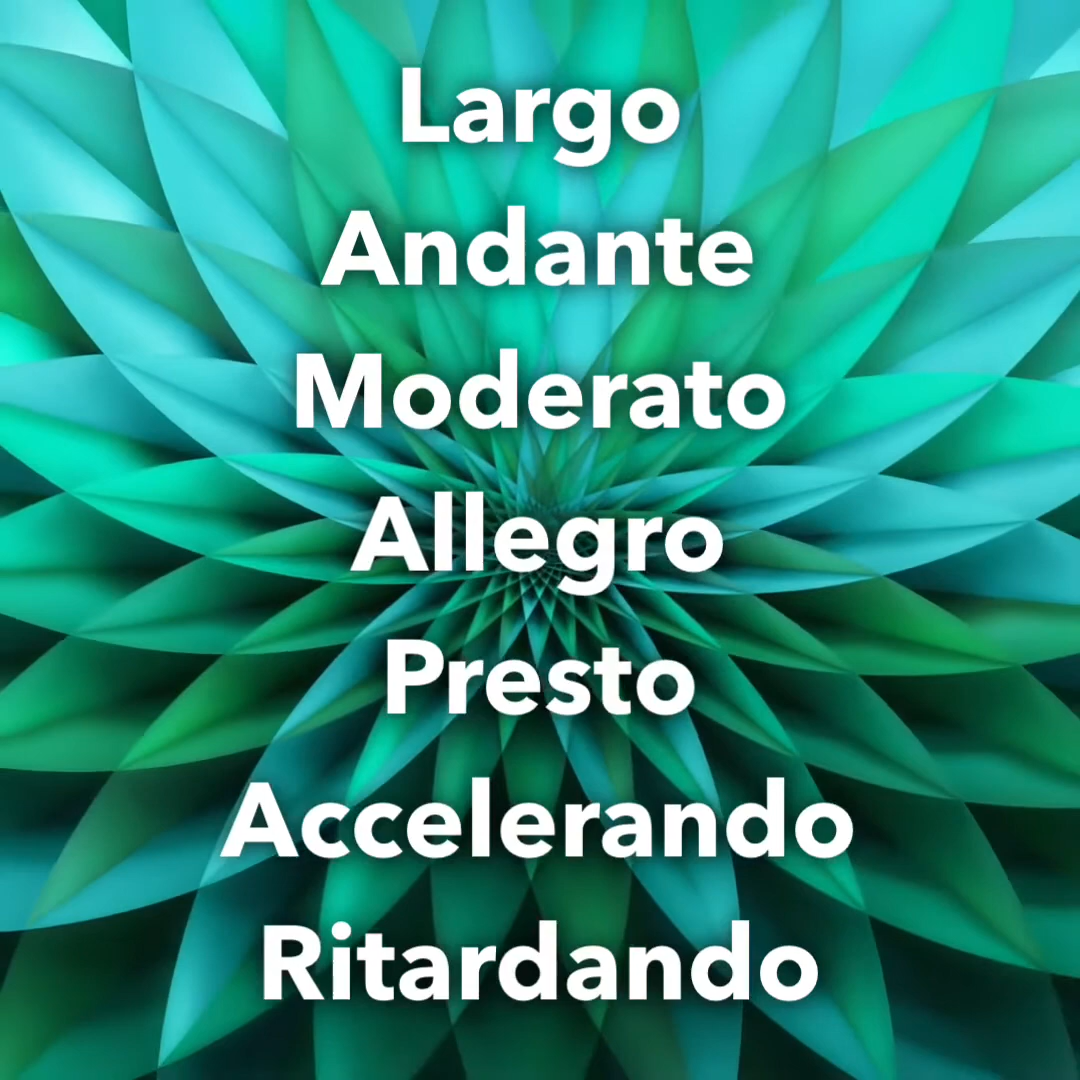 Largo
Andante
Moderato
Allegro
Presto
Accelerando
Ritardando